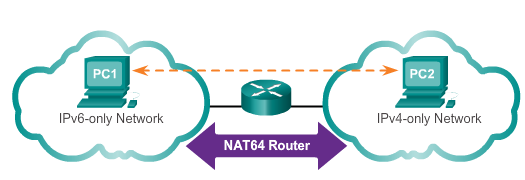 PC1
PC2
IPv6-only Network
IPv4-only Network
NAT64 Router